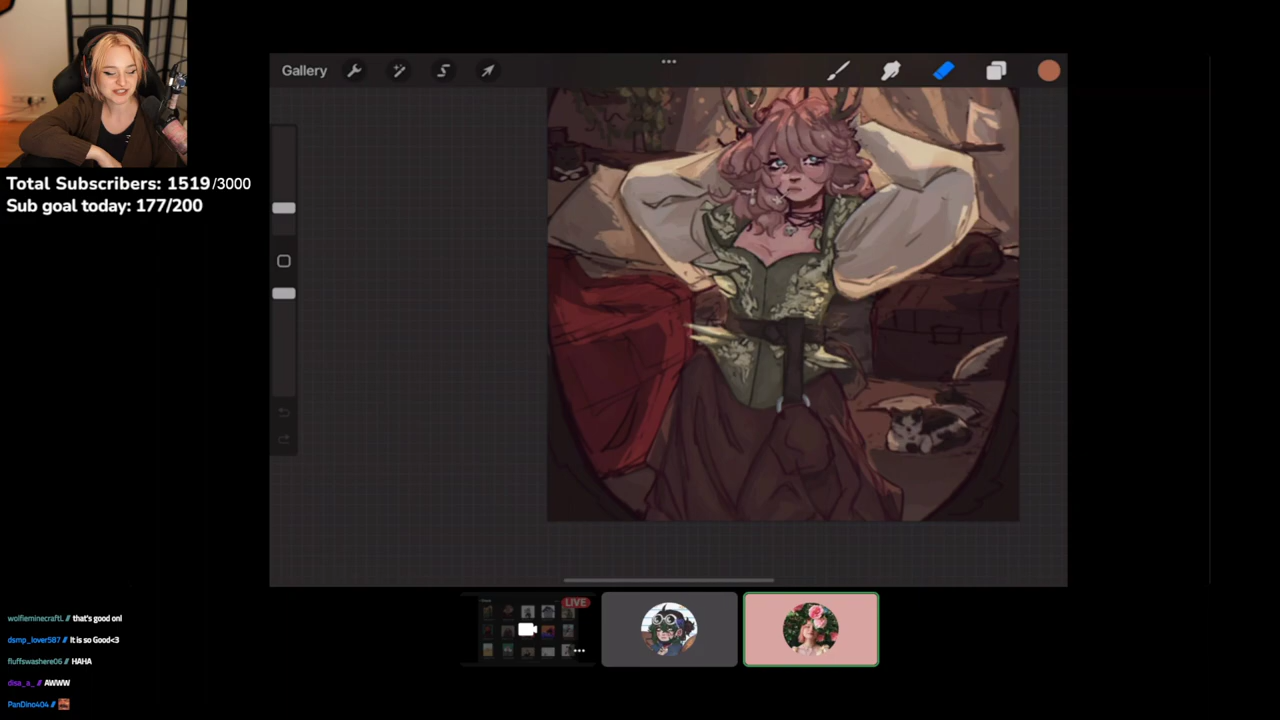 Gallery
Total Subscribers: 1519/3000
Sub goal today: 177/200
LIVE
wolfieminecraftL // that's good onl
dsmp_lover587 // It is so Good<3
fluffswashere06 // HAHA
disa_a_ // AWWW
PanDino404 //